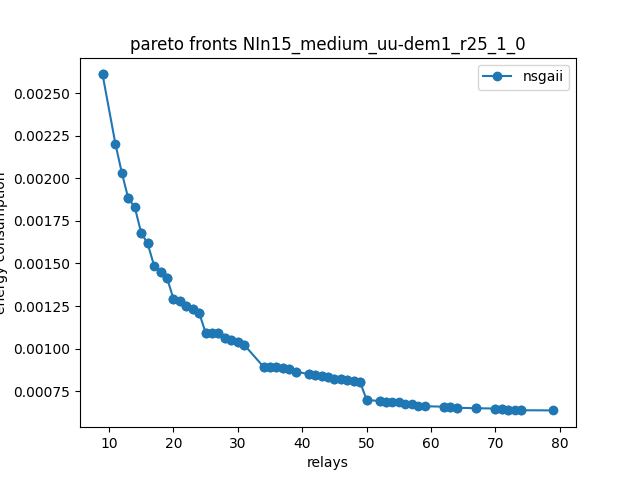 pareto fronts NIn15_medium_uu-dem1_r25_1_0
nsgaii
0.00250
0.00225
0.00200
0.00175
0.00150
0.00125
0.00100
0.00075
energy consumption
10 20 30 40 50 60 70 80
relays